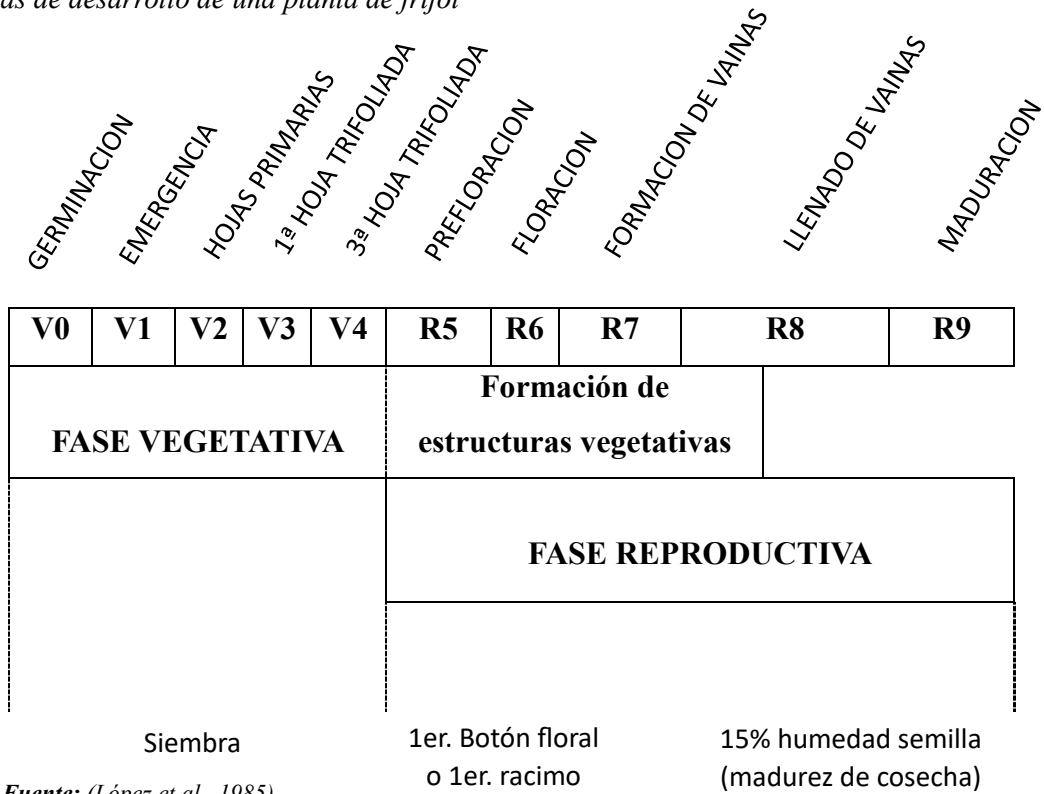 as de desarrollo de una planta de frijol
GERMINACION
EMERGENCIA
HOJAS PRIMARIAS
1ª HOJA TRIFOLIADA
3ª HOJA TRIFOLIADA
PREFLORACION
FLORACION
FORMACION DE VAINAS
LLENADO DE VAINAS
MADURACION
V0 V1 V2 V3 V4 R5 R6 R7 R8 R9
Formación de
FASE VEGETATIVA estructuras vegetativas
FASE REPRODUCTIVA
Siembra 1er. Botón floral 15% humedad semilla
o 1er. racimo (madurez de cosecha)
Fuente: (López et al., 1985)